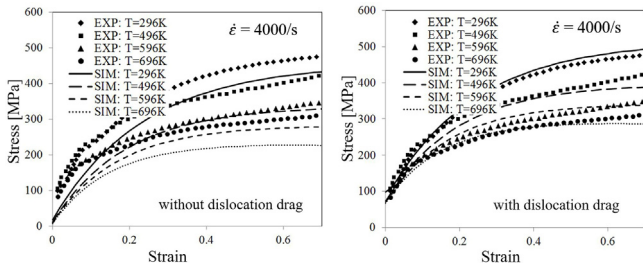 600
500
400
300
200
100
0
Stress [MPa]
EXP: T=296K
EXP: T=496K
EXP: T=596K
EXP: T=696K
SIM: T=296K
SIM: T=496K
SIM: T=596K
SIM: T=696K
ε̇ = 4000/s
without dislocation drag
0 0.2 0.4 0.6
Strain
600
500
400
300
200
100
0
Stress [MPa]
EXP: T=296K
EXP: T=496K
EXP: T=596K
EXP: T=696K
SIM: T=296K
SIM: T=496K
SIM: T=596K
SIM: T=696K
ε̇ = 4000/s
with dislocation drag
0 0.2 0.4 0.6
Strain